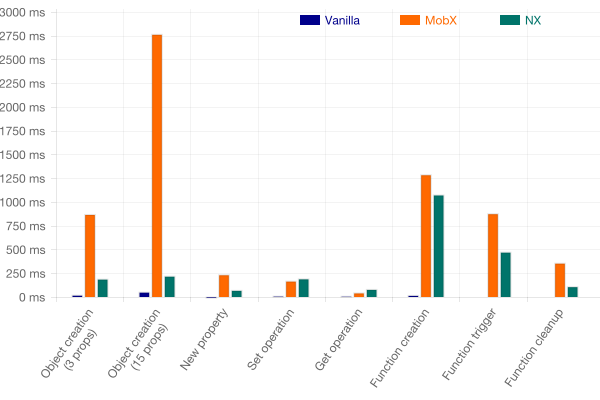 3000 ms
2750 ms
2500 ms
2250 ms
2000 ms
1750 ms
1500 ms
1250 ms
1000 ms
750 ms
500 ms
250 ms
0 ms
Vanilla
MobX
NX
Object creation
(3 props)
Object creation
(15 props)
New property
Set operation
Get operation
Function creation
Function trigger
Function cleanup